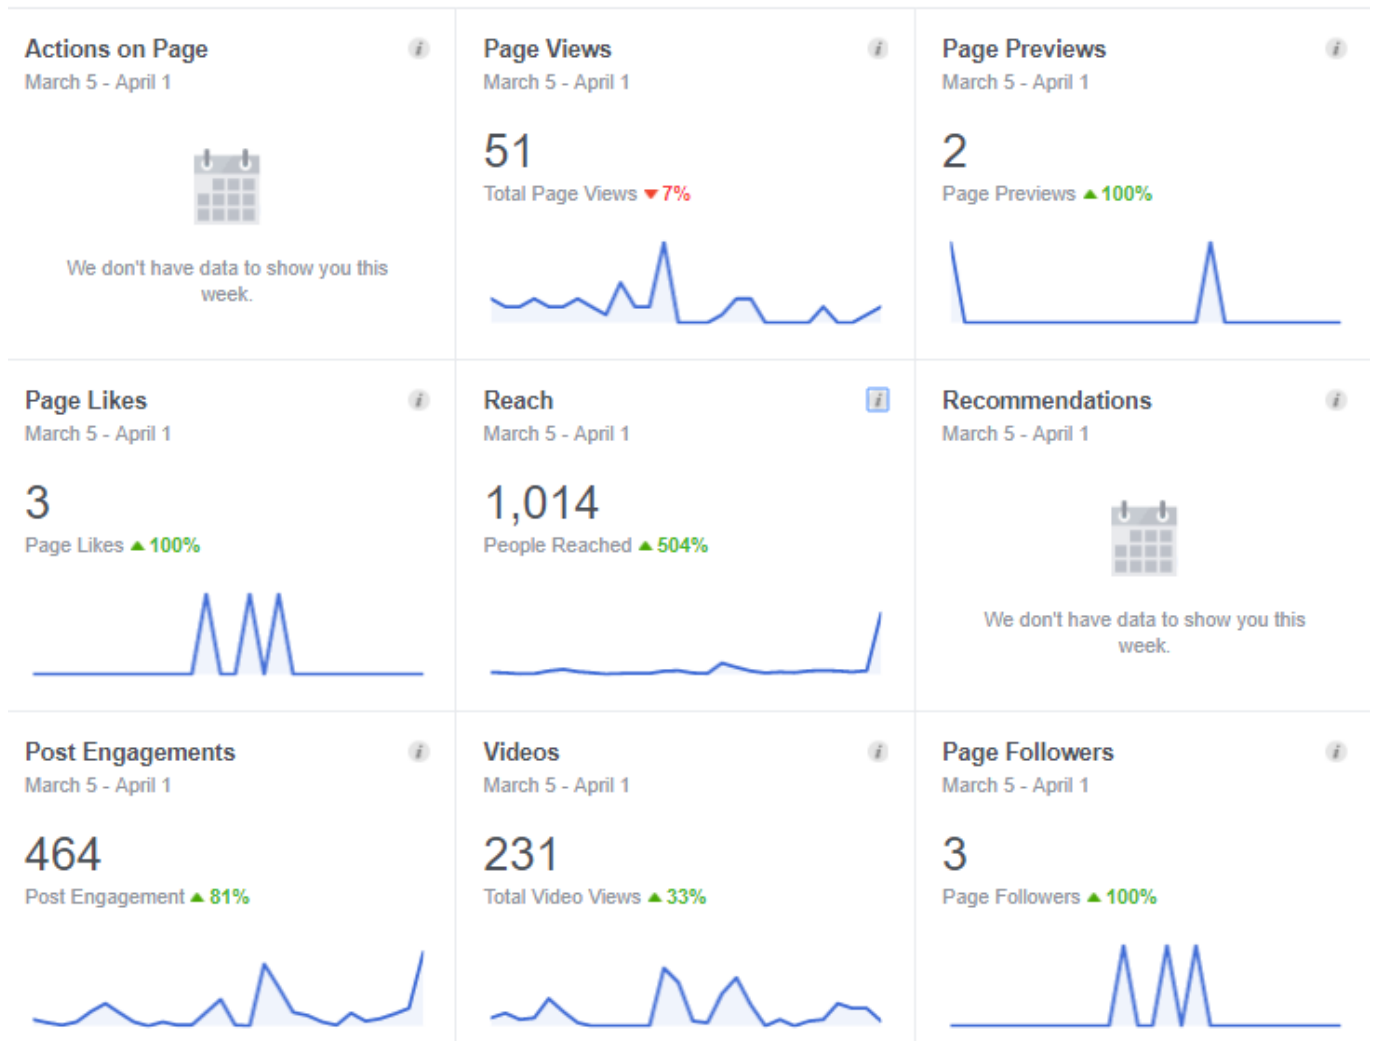 Actions on Page
March 5 - April 1
We don't have data to show you this
week.
Page Views
March 5 - April 1
51
Total Page Views ▼ 7%
Page Previews
March 5 - April 1
2
Page Previews ▲ 100%
Page Likes
March 5 - April 1
3
Page Likes ▲ 100%
Reach
March 5 - April 1
1,014
People Reached ▲ 504%
Recommendations
March 5 - April 1
We don't have data to show you this
week.
Post Engagements
March 5 - April 1
464
Post Engagement ▲ 81%
Videos
March 5 - April 1
231
Total Video Views ▲ 33%
Page Followers
March 5 - April 1
3
Page Followers ▲ 100%